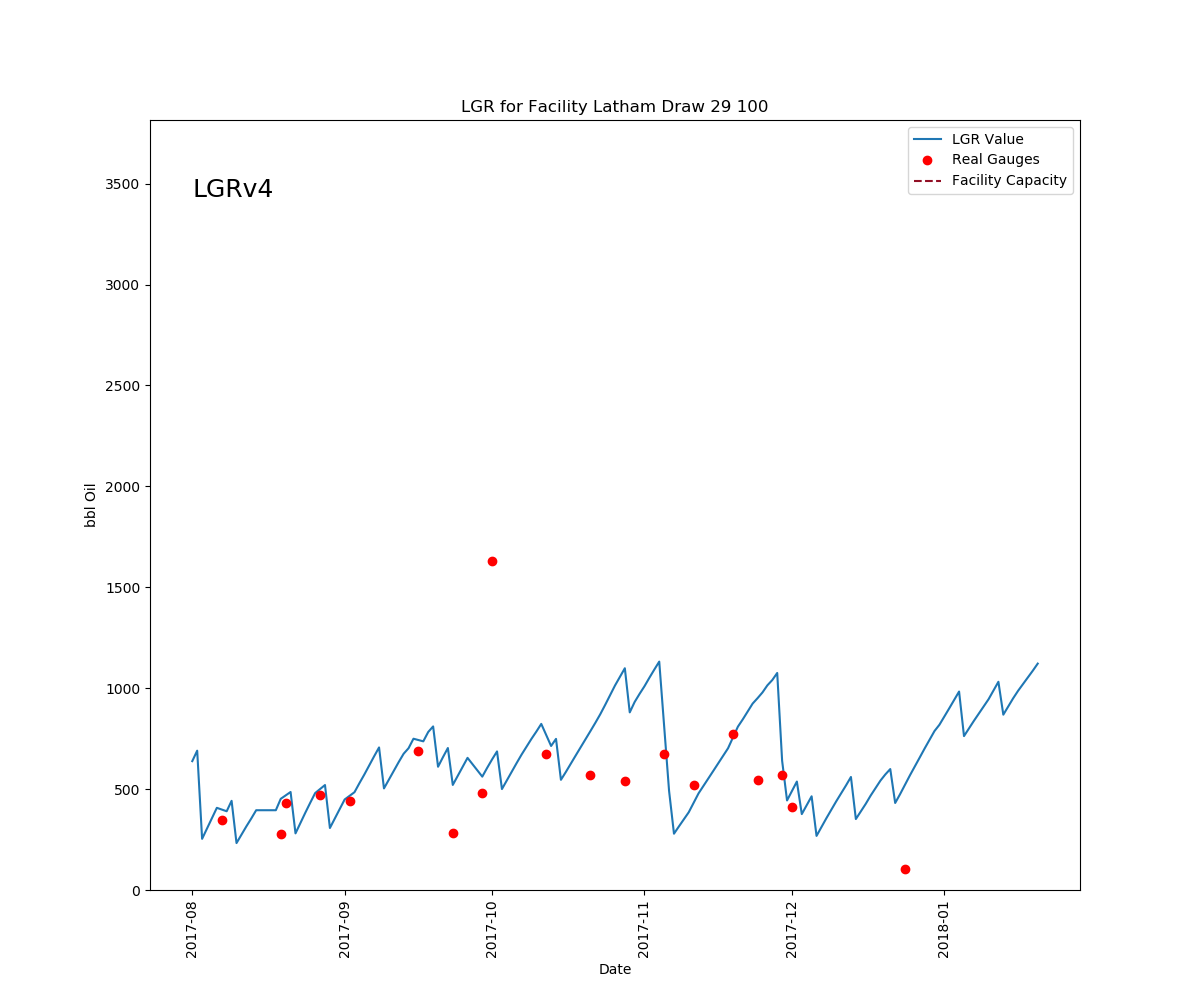 LGR for Facility Latham Draw 29 100
LGRv4
LGR Value
Real Gauges
Facility Capacity
3500
3000
2500
2000
1500
1000
500
0
bbl Oil
2017-08
2017-09
2017-10
2017-11
2017-12
2018-01
Date